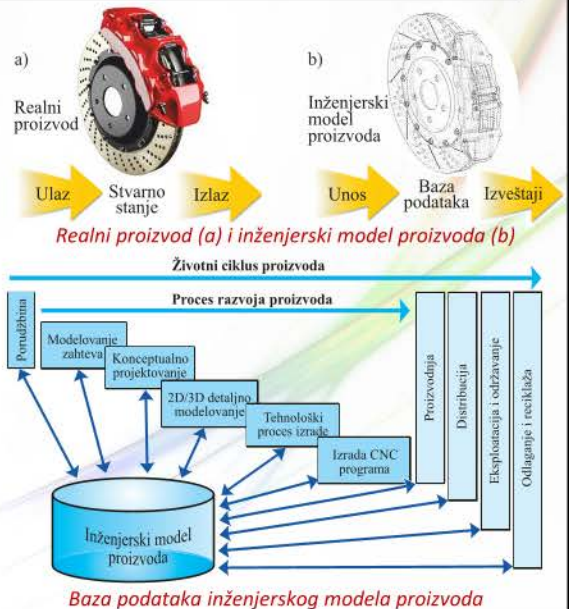 a)
Realni
proizvod
b)
Inženjerski
model
proizvoda
Ulaz
Stvarno
stanje
Izlaz
Unos
Baza
podataka
Izveštaji
Realni proizvod (a) i inženjerski model proizvoda (b)
Životni ciklus proizvoda
Proces razvoja proizvoda
Porudžbina
Modelovanje
zahteva
Konceptualno
projektovanje
2D/3D detaljno
modelovanje
Tehnološki
proces izrade
Izrada CNC
programa
Proizvodnja
Distribucija
Eksploatacija i održavanje
Odlaganje i reciklaža
Inženjerski model
proizvoda
Baza podataka inženjerskog modela proizvoda